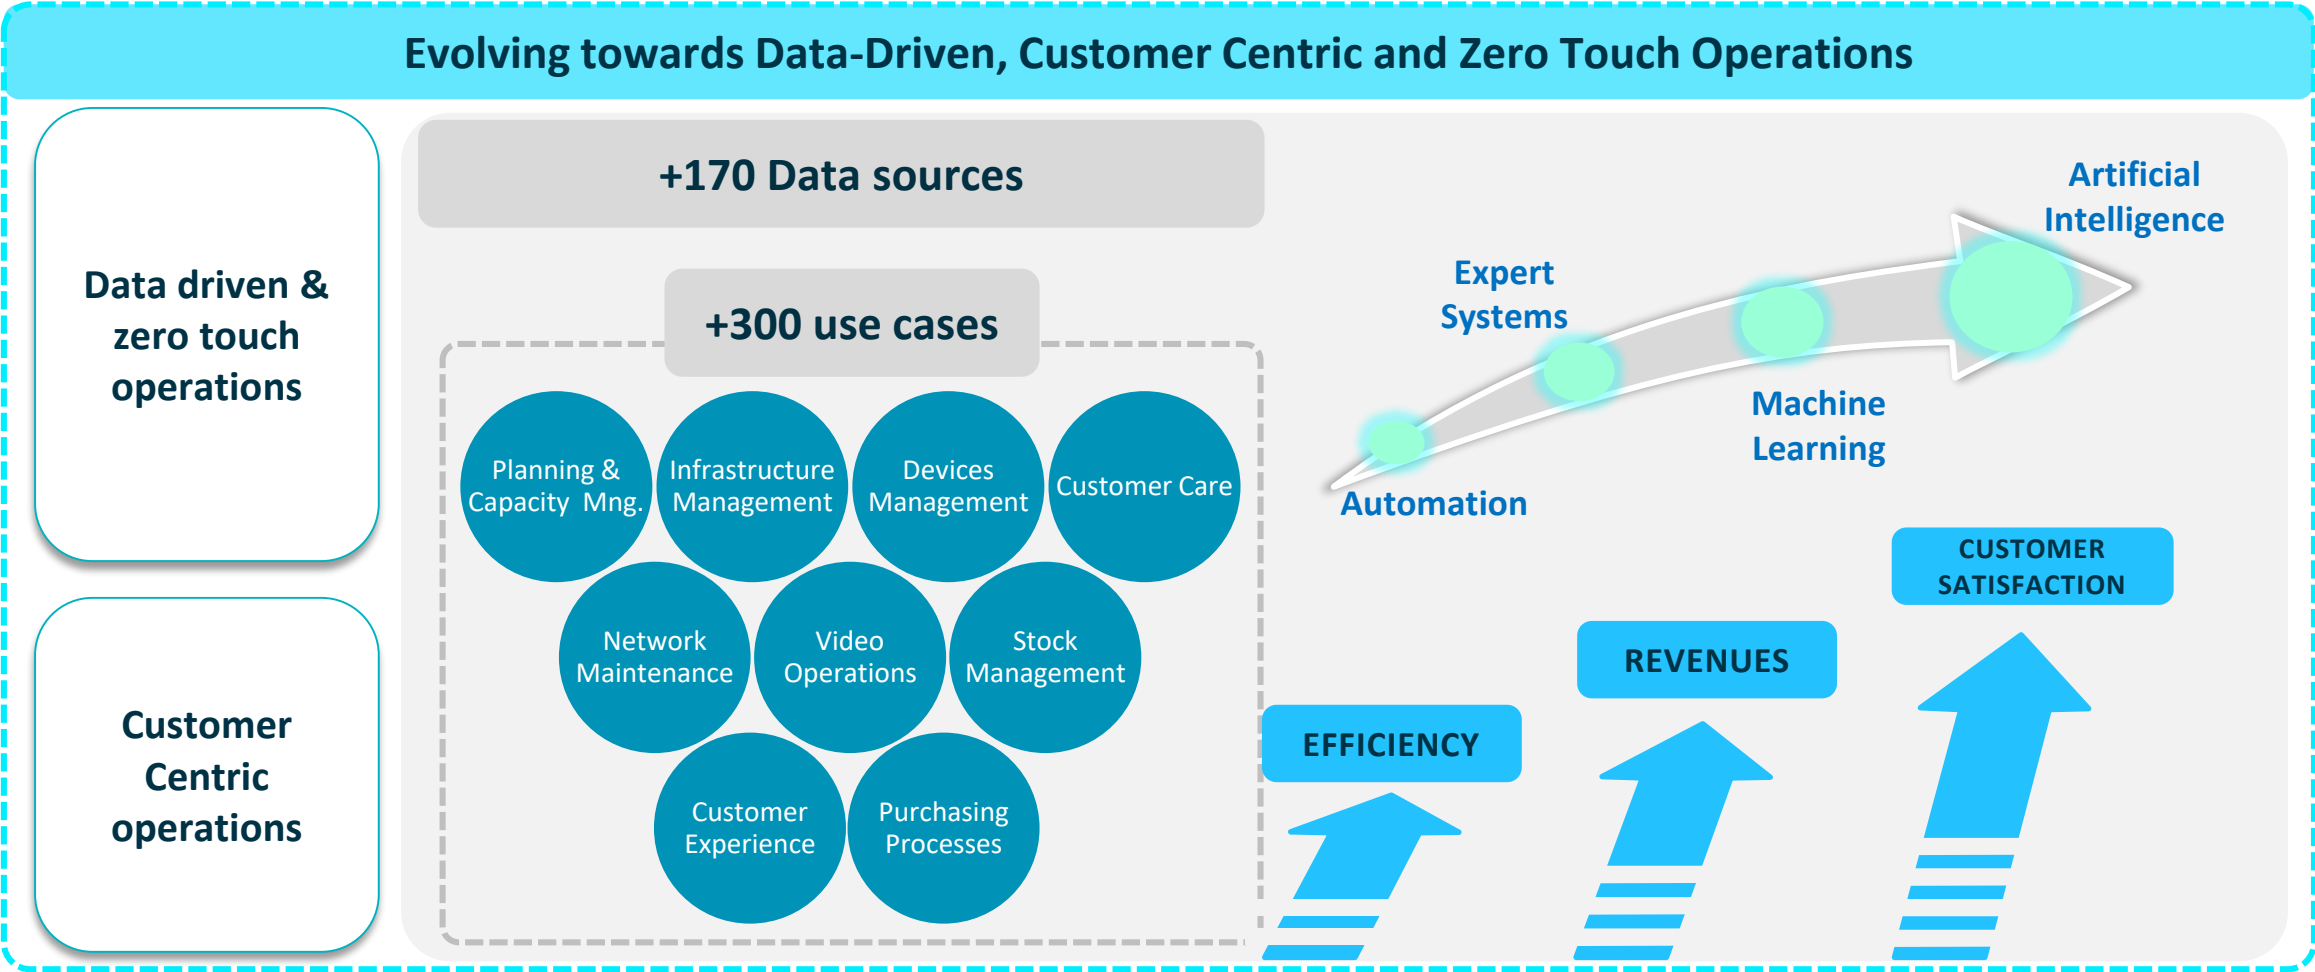 Evolving towards Data-Driven, Customer Centric and Zero Touch Operations
Data driven &
zero touch
operations
Customer
Centric
operations
+170 Data sources
+300 use cases
Planning &
Capacity  Mng.
Infrastructure
Management
Devices
Management
Customer Care
Network
Maintenance
Video
Operations
Stock
Management
Customer
Experience
Purchasing
Processes
Automation
Expert
Systems
Machine
Learning
Artificial
Intelligence
EFFICIENCY
REVENUES
CUSTOMER
SATISFACTION